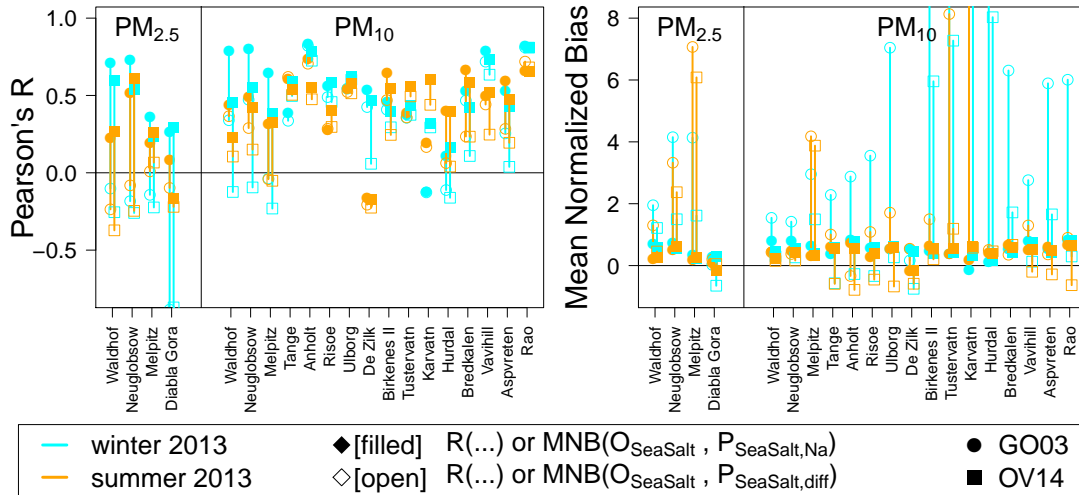 PM2.5
PM10
Pearson's R
1.0
0.5
0.0
−0.5
Waldhof
Neuglobsow
Melpitz
Diabla Gora
Waldhof
Neuglobsow
Melpitz
Tange
Anholt
Risoe
Ulborg
De Zilk
Birkenes II
Tustervatn
Karvatn
Hurdal
Bredkalen
Vavihill
Aspvreten
Rao
PM2.5
PM10
Mean Normalized Bias
8
6
4
2
0
Waldhof
Neuglobsow
Melpitz
Diabla Gora
Waldhof
Neuglobsow
Melpitz
Tange
Anholt
Risoe
Ulborg
De Zilk
Birkenes II
Tustervatn
Karvatn
Hurdal
Bredkalen
Vavihill
Aspvreten
Rao
winter 2013 ◆[filled] R(...) or MNB(OSeaSalt , PSeaSalt,Na) ● GO03
summer 2013 ◇[open] R(...) or MNB(OSeaSalt , PSeaSalt,diff) ■ OV14